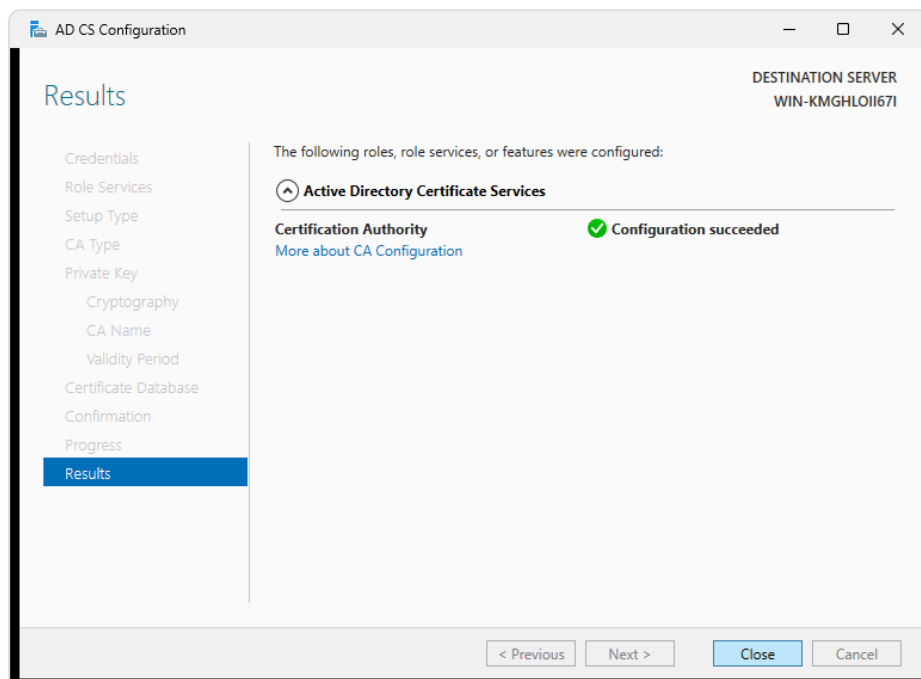 AD CS Configuration
Results
DESTINATION SERVER
WIN-KMGHLOII67I
Credentials
Role Services
Setup Type
CA Type
Private Key
Cryptography
CA Name
Validity Period
Certificate Database
Confirmation
Progress
Results
The following roles, role services, or features were configured:
Active Directory Certificate Services
Certification Authority
Configuration succeeded
More about CA Configuration
< Previous
Next >
Close
Cancel